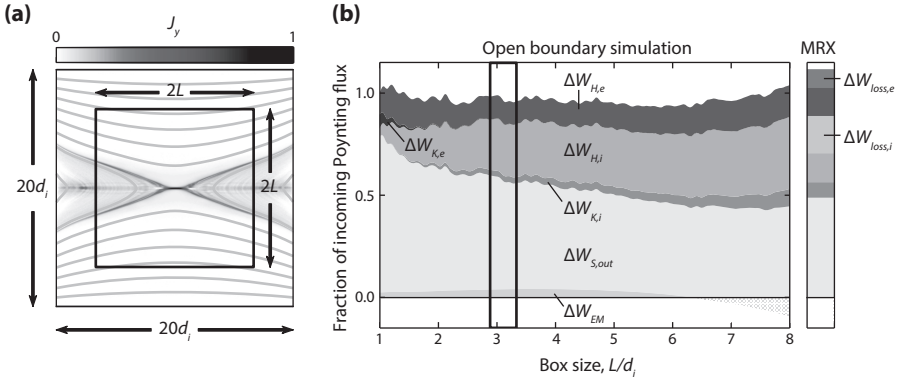 (a)
J_y
0
1
2L
2L
20d_i
20d_i
(b)
Open boundary simulation
MRX
Fraction of incoming Poynting flux
1.0
0.5
0.0
ΔW_H,e
ΔW_K,e
ΔW_H,i
ΔW_K,i
ΔW_S,out
ΔW_EM
1 2 3 4 5 6 7 8
Box size, L/d_i
ΔW_loss,e
ΔW_loss,i